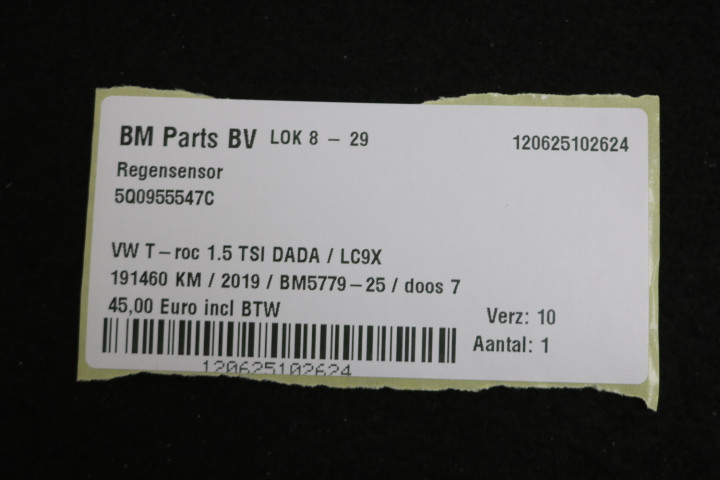 BM Parts BV LOK 8 - 29 120625102624
Regensensor
5Q0955547C
VW T-roc 1.5 TSI DADA / LC9X
191460 KM / 2019 / BM5779-25 / doos 7
45,00 Euro incl BTW
Verz: 10
Aantal: 1
120625102624